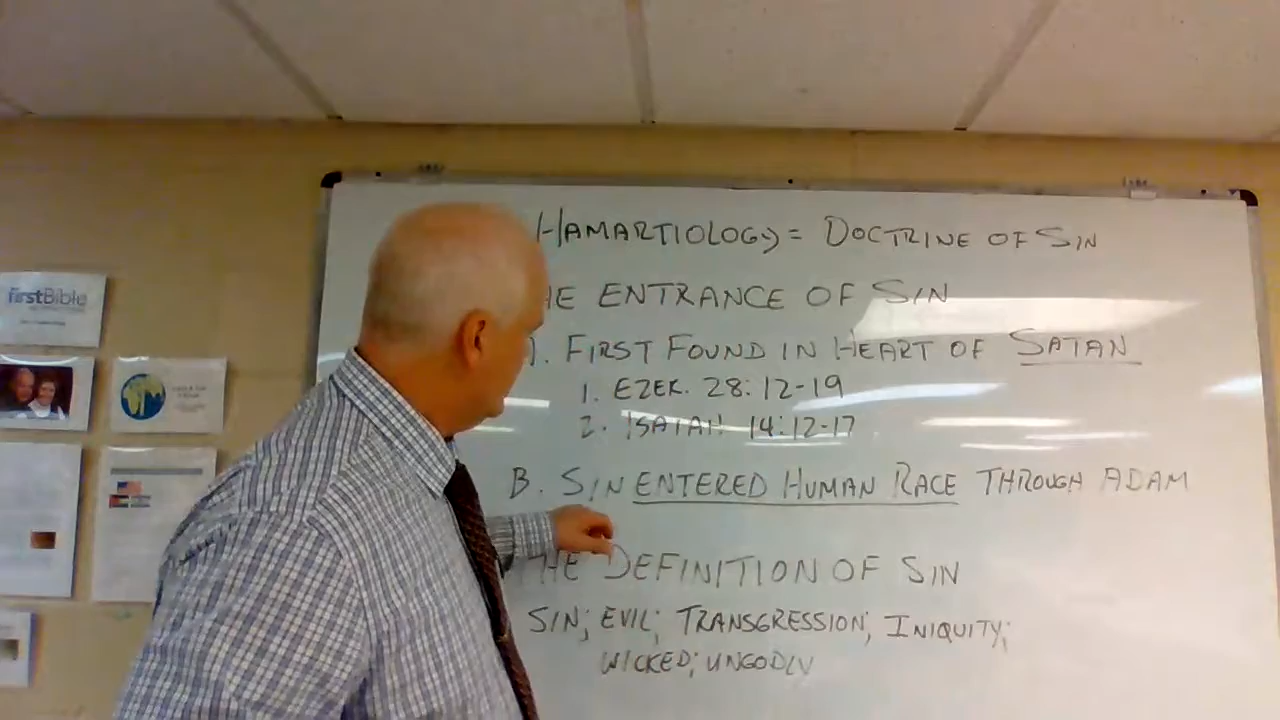 firstBible
HAMARTIOLOGY = DOCTRINE OF SIN
HE ENTRANCE OF SIN
FIRST FOUND IN HEART OF SATAN
1. EZEK. 28:12-19
2. ISAIAH 14:12-17
B. SIN ENTERED HUMAN RACE THROUGH ADAM
THE DEFINITION OF SIN
SIN; EVIL; TRANSGRESSION; INIQUITY;
WICKED; UNGODLY